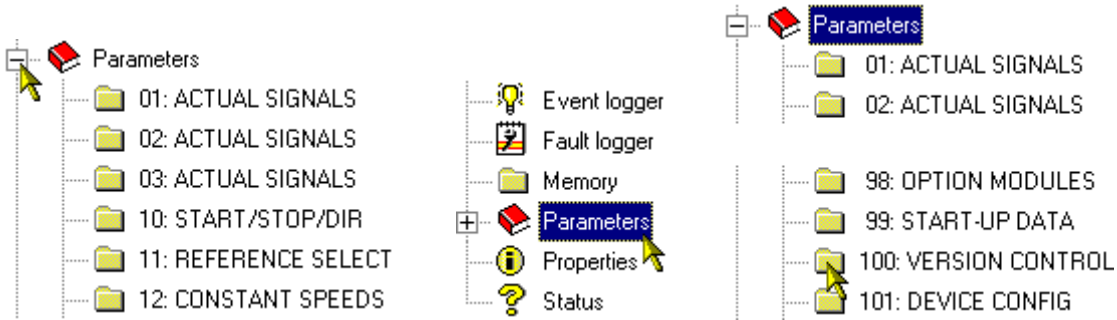 Parameters
01: ACTUAL SIGNALS
02: ACTUAL SIGNALS
03: ACTUAL SIGNALS
10: START/STOP/DIR
11: REFERENCE SELECT
12: CONSTANT SPEEDS
Event logger
Fault logger
Memory
Parameters
Properties
Status
Parameters
01: ACTUAL SIGNALS
02: ACTUAL SIGNALS
98: OPTION MODULES
99: START-UP DATA
100: VERSION CONTROL
101: DEVICE CONFIG